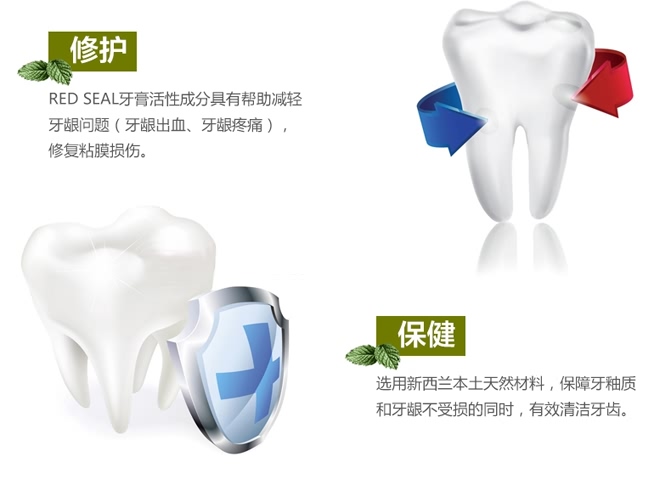 修护
RED SEAL牙膏活性成分具有帮助减轻
牙龈问题（牙龈出血、牙龈疼痛），
修复粘膜损伤。
保健
选用新西兰本土天然材料，保障牙釉质
和牙龈不受损的同时，有效清洁牙齿。